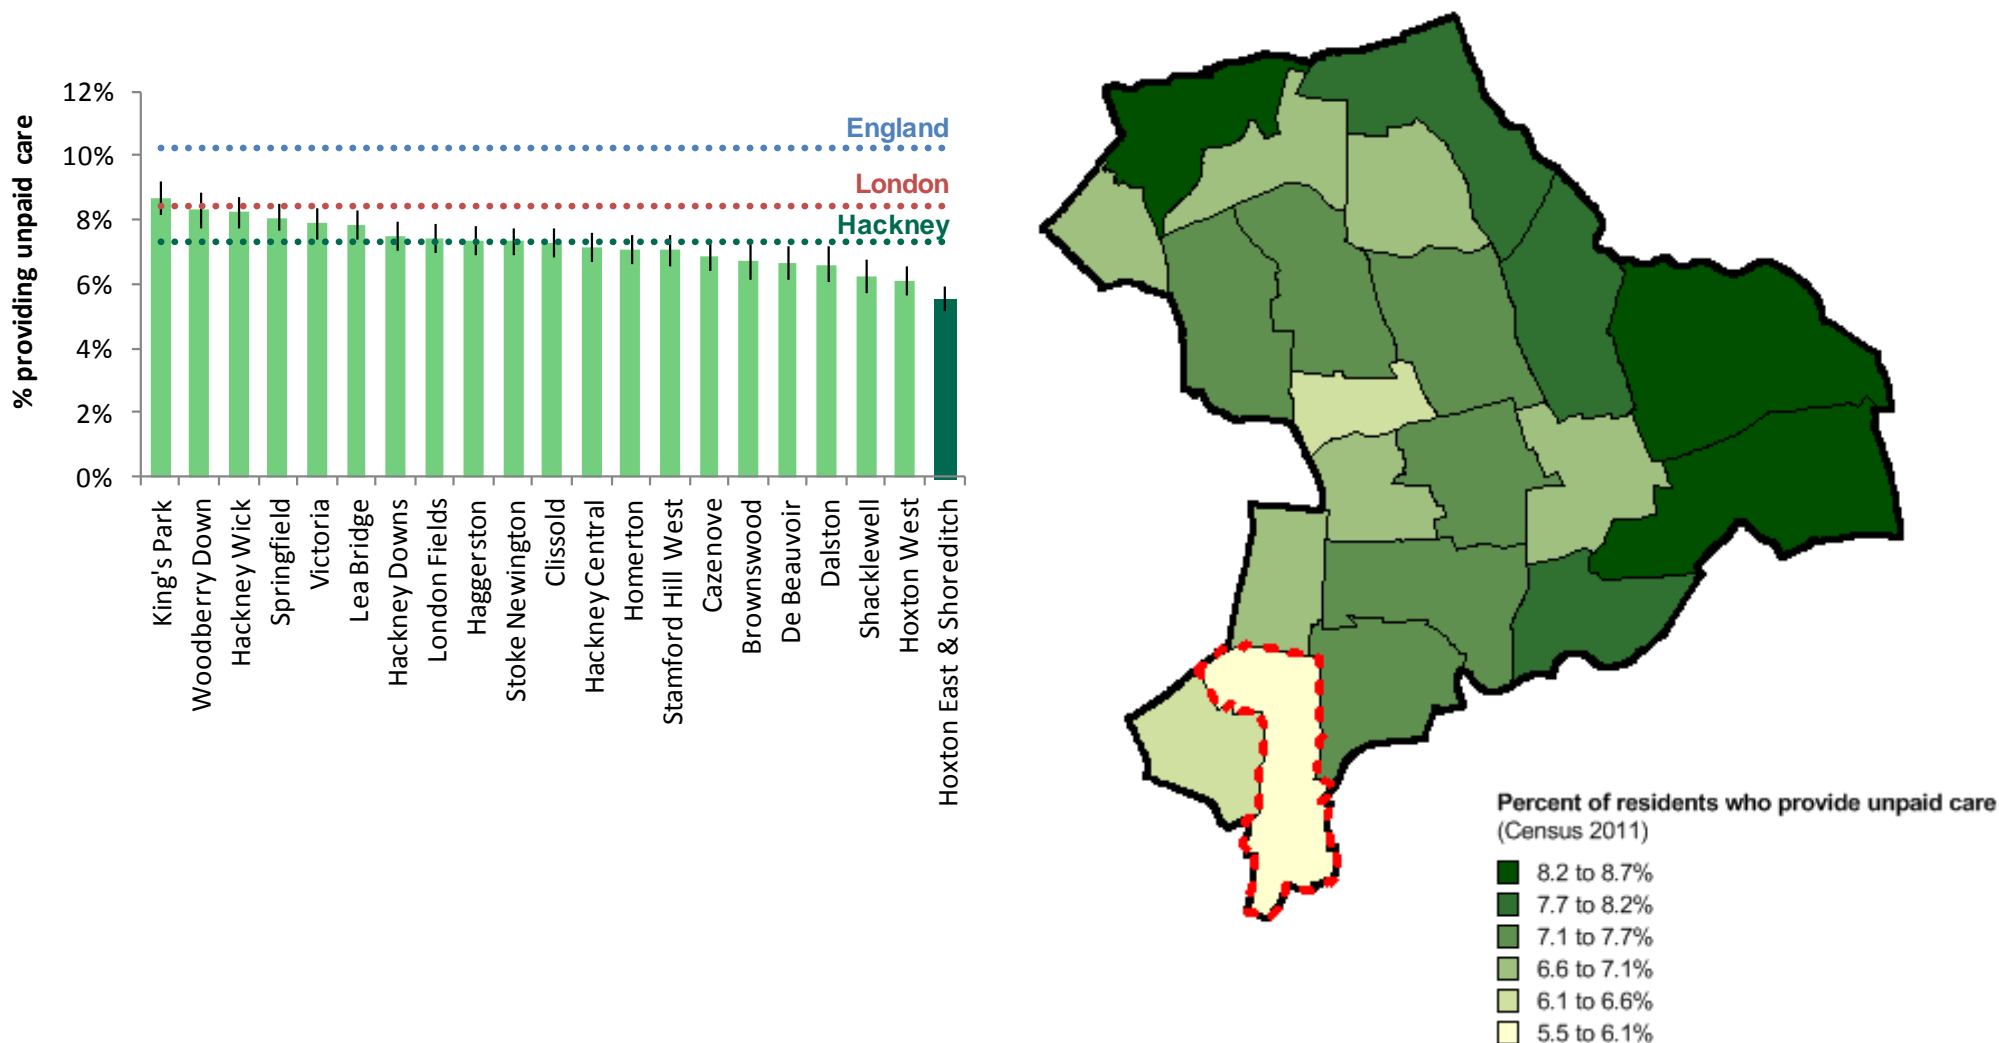 % providing unpaid care
12%
10%
8%
6%
4%
2%
0%
England
London
Hackney
King's Park
Woodberry Down
Hackney Wick
Springfield
Victoria
Lea Bridge
Hackney Downs
London Fields
Haggerston
Stoke Newington
Clissold
Hackney Central
Homerton
Stamford Hill West
Cazenove
Brownswood
De Beauvoir
Dalston
Shacklewell
Hoxton West
Hoxton East & Shoreditch
Percent of residents who provide unpaid care
(Census 2011)
8.2 to 8.7%
7.7 to 8.2%
7.1 to 7.7%
6.6 to 7.1%
6.1 to 6.6%
5.5 to 6.1%